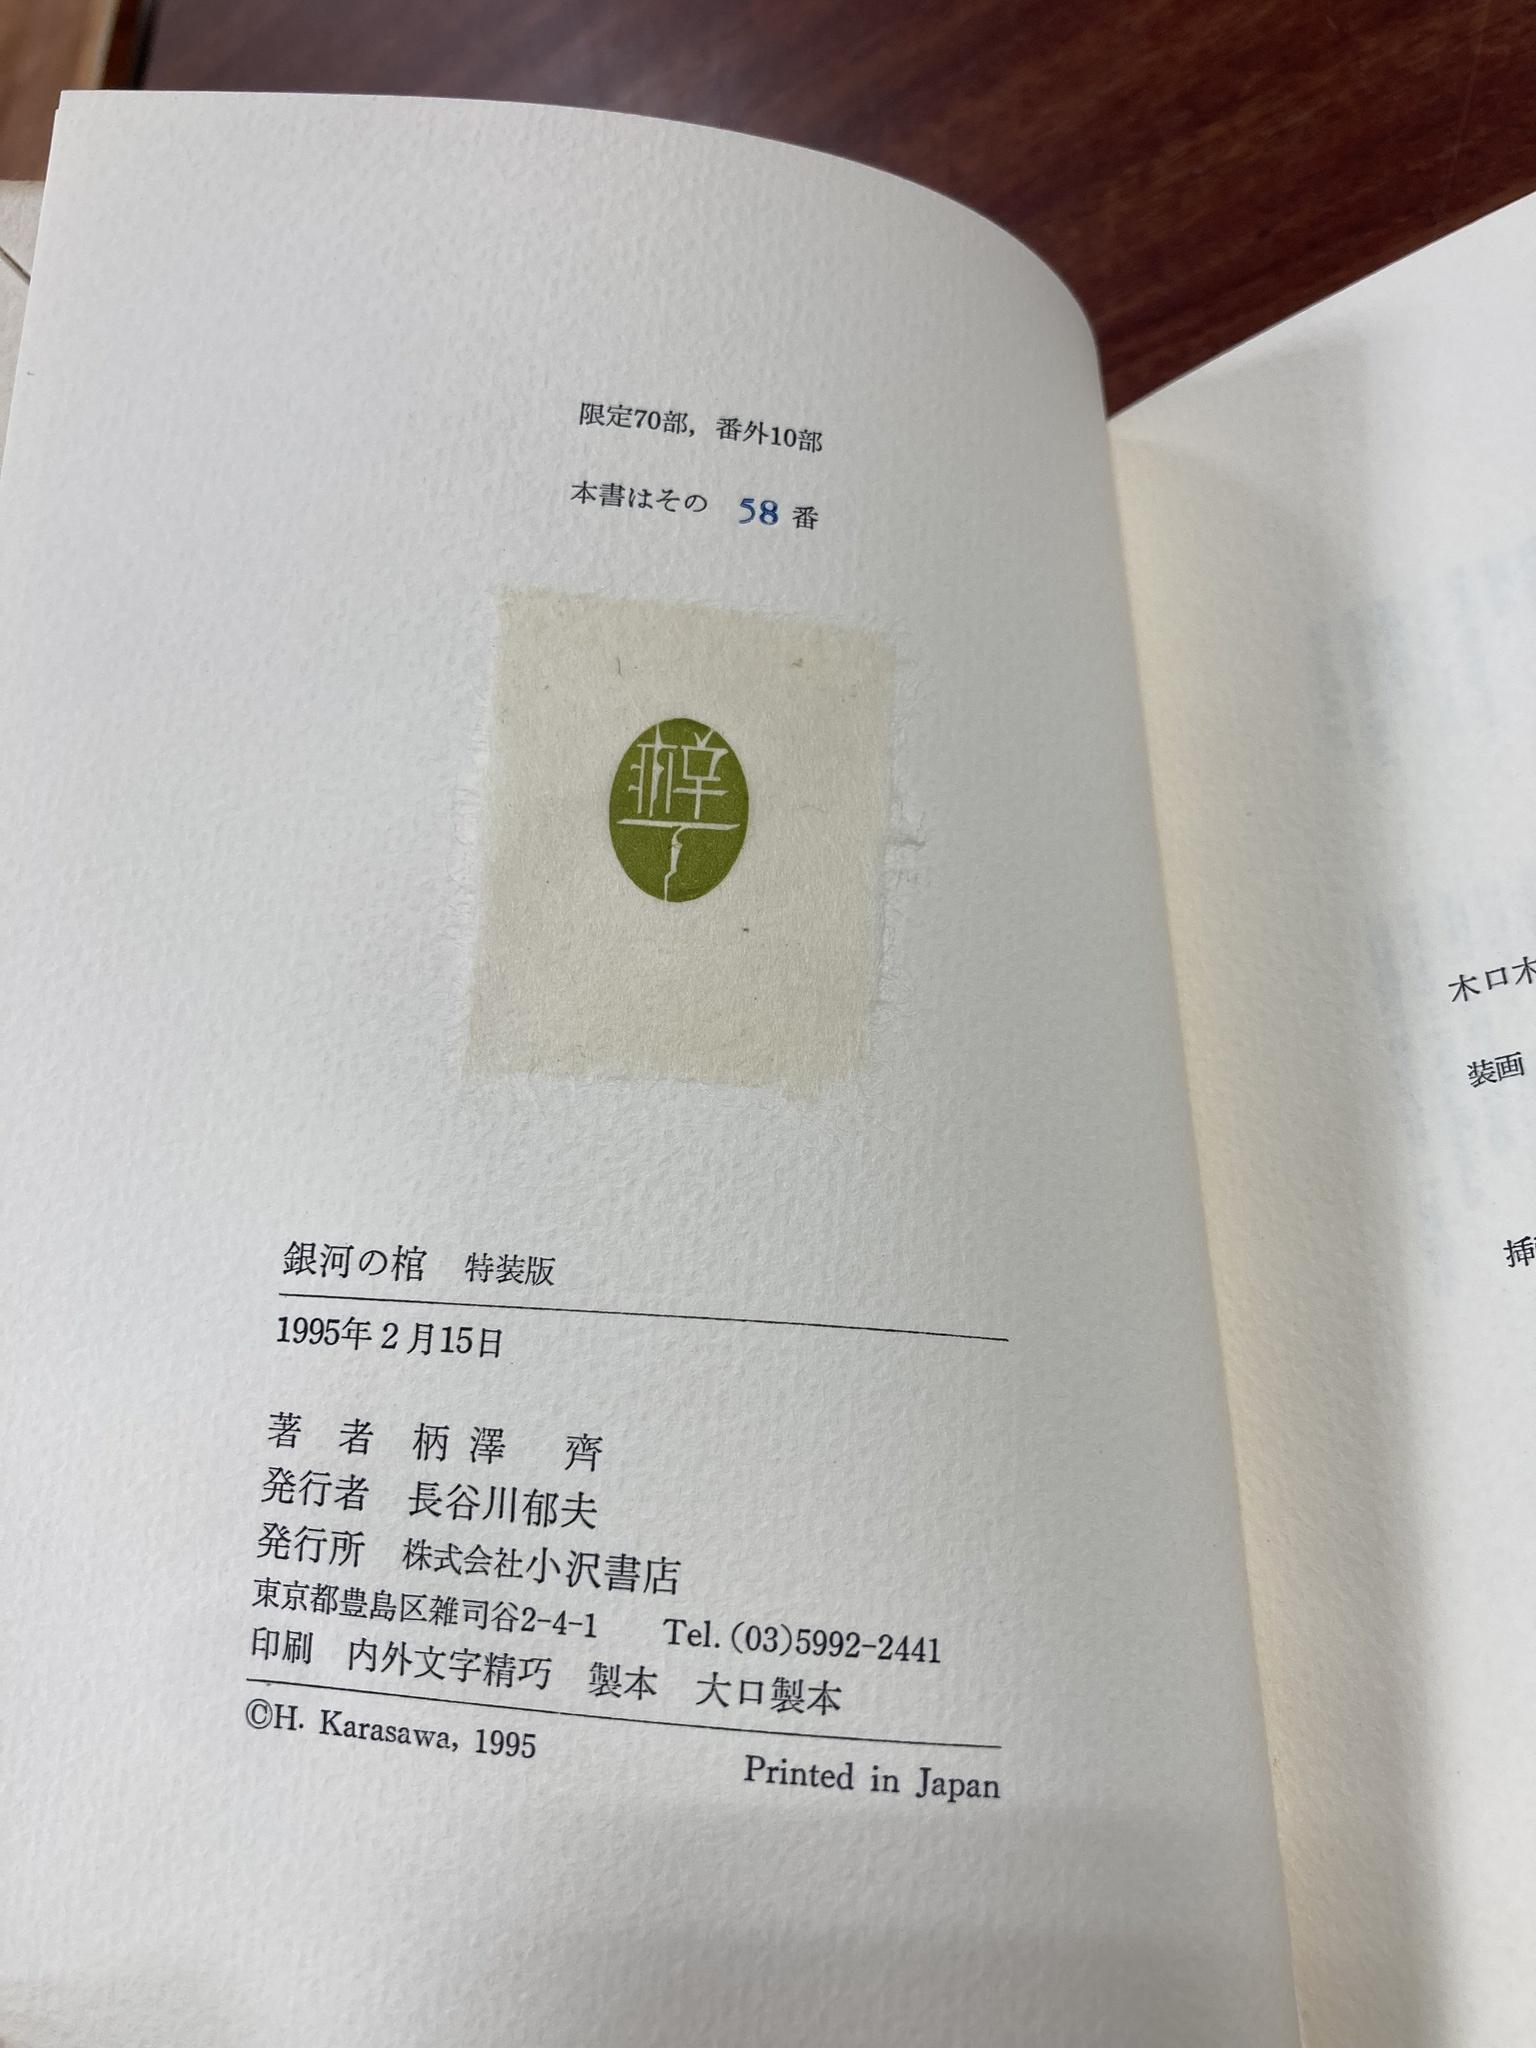 限定70部，番外10部
本書はその 58 番
銀河の棺 特装版
1995年2月15日
著 者 柄澤 齊
発行者 長谷川郁夫
発行所 株式会社小沢書店
東京都豊島区雑司谷2-4-1 Tel. (03)5992-2441
印刷 内外文字精巧 製本 大口製本
©H. Karasawa, 1995
Printed in Japan
木口木
装画
挿